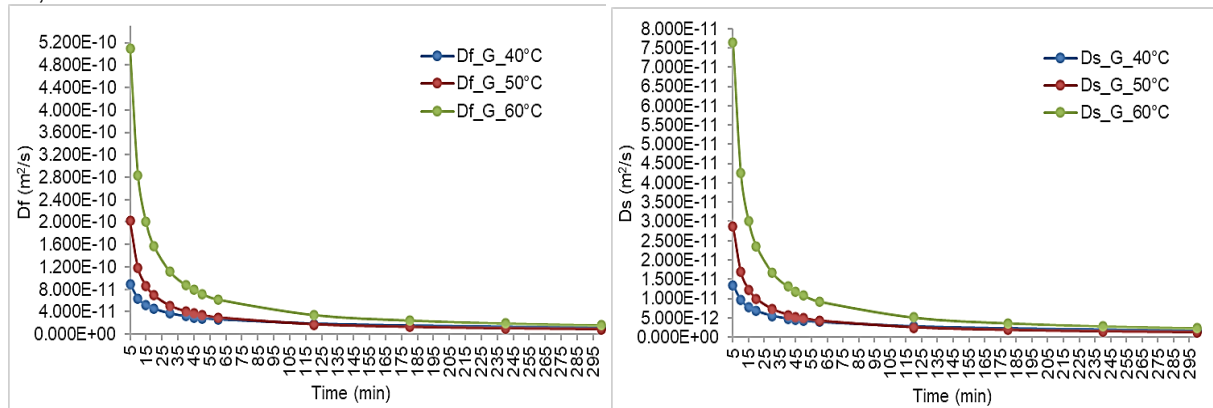 5.200E-10
4.800E-10
4.400E-10
4.000E-10
3.600E-10
3.200E-10
2.800E-10
2.400E-10
2.000E-10
1.600E-10
1.200E-10
8.000E-11
4.000E-11
0.000E+00
Df (m²/s)
Df_G_40°C
Df_G_50°C
Df_G_60°C
5 15 25 35 45 55 65 75 85 95 105 115 125 135 145 155 165 175 185 195 205 215 225 235 245 255 265 275 285 295
Time (min)
8.000E-11
7.500E-11
7.000E-11
6.500E-11
6.000E-11
5.500E-11
5.000E-11
4.500E-11
4.000E-11
3.500E-11
3.000E-11
2.500E-11
2.000E-11
1.500E-11
1.000E-11
5.000E-12
0.000E+00
Ds (m²/s)
Ds_G_40°C
Ds_G_50°C
Ds_G_60°C
5 15 25 35 45 55 65 75 85 95 105 115 125 135 145 155 165 175 185 195 205 215 225 235 245 255 265 275 285 295
Time (min)